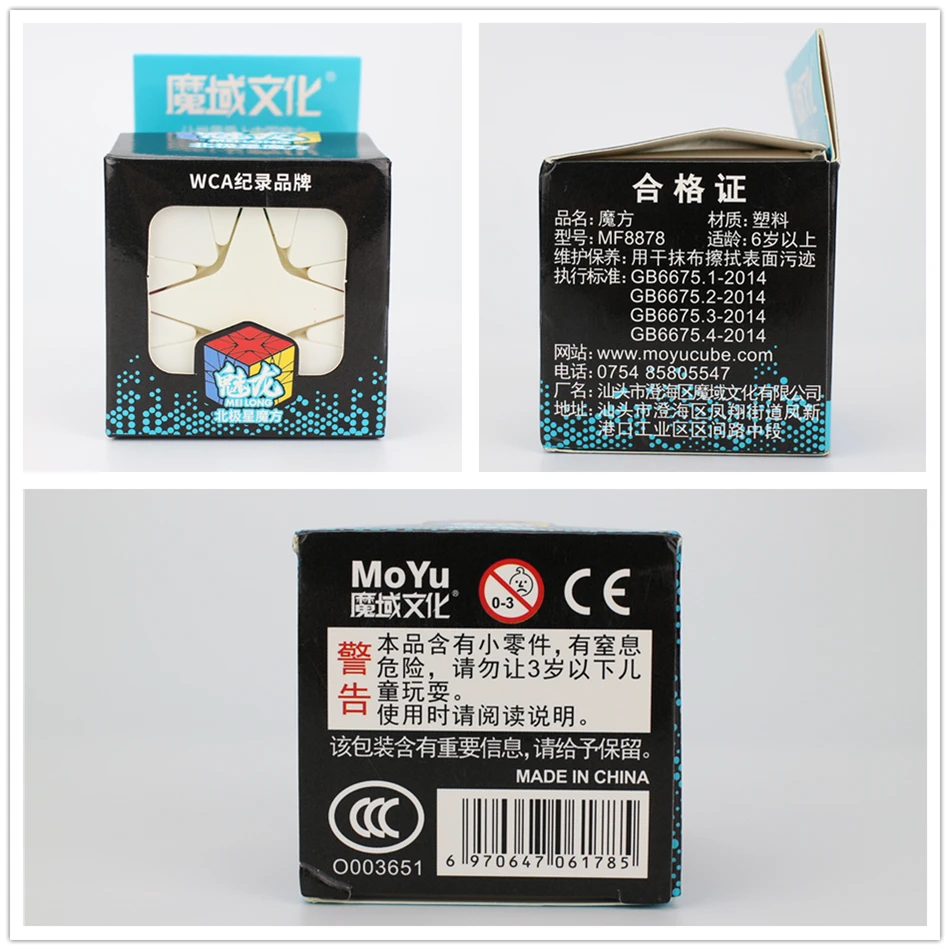 魔域文化®
WCA纪录品牌
魅龙
MEI LONG
北极星魔方
合格证
品名: 魔方 材质: 塑料
型号: MF8878 适龄: 6岁以上
维护保养: 用干抹布擦拭表面污迹
执行标准: GB6675.1-2014
GB6675.2-2014
GB6675.3-2014
GB6675.4-2014
网站: www.moyucube.com
电话: 0754 85805547
厂名: 汕头市澄海区魔域文化有限公司
地址: 汕头市澄海区凤翔街道凤新
港口工业区区间路中段
MoYu
魔域文化®
0-3
CE
警告
本品含有小零件，有窒息
危险，请勿让3岁以下儿
童玩耍。
使用时请阅读说明。
该包装含有重要信息, 请给予保留。
MADE IN CHINA
CCC
O003651
6 970647 061785